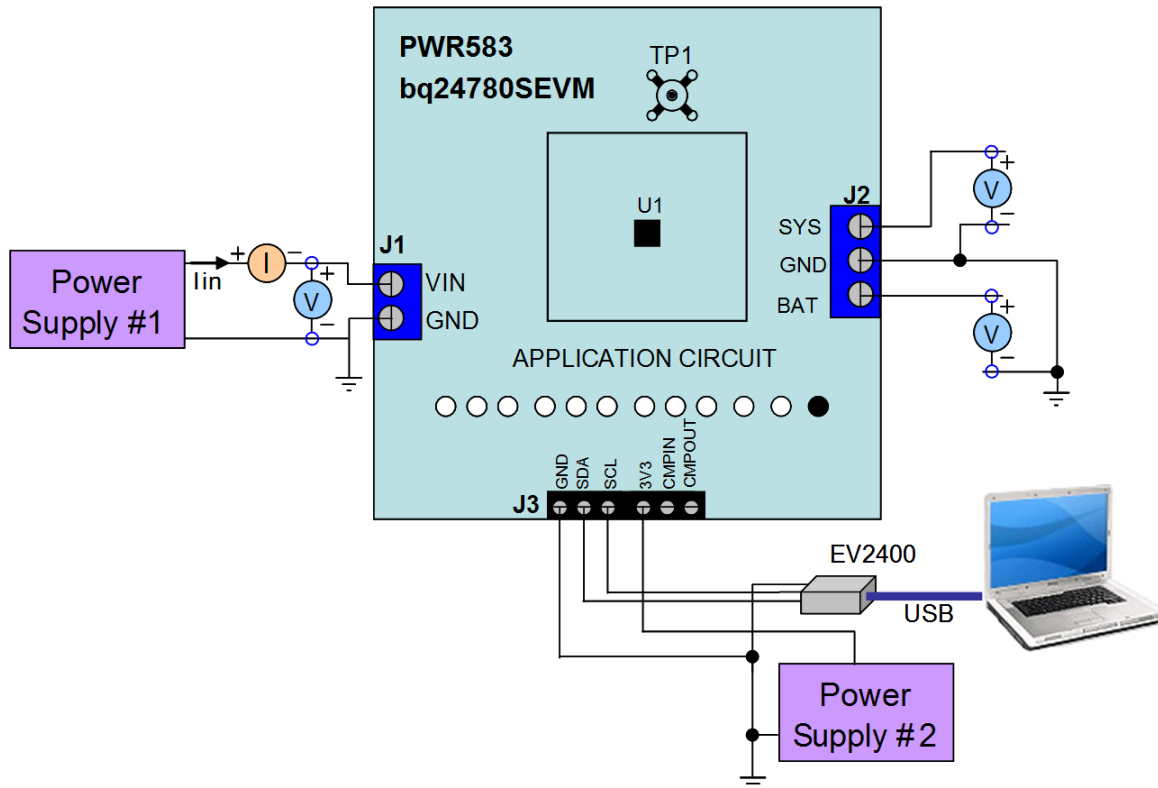 PWR583
bq24780SEVM
TP1
U1
J1
VIN
GND
Power
Supply #1
Iin
+
I
−
+
V
−
J2
SYS
GND
BAT
+
V
−
+
V
−
APPLICATION CIRCUIT
GND
SDA
SCL
3V3
CMPIN
CMPOUT
J3
EV2400
USB
Power
Supply #2